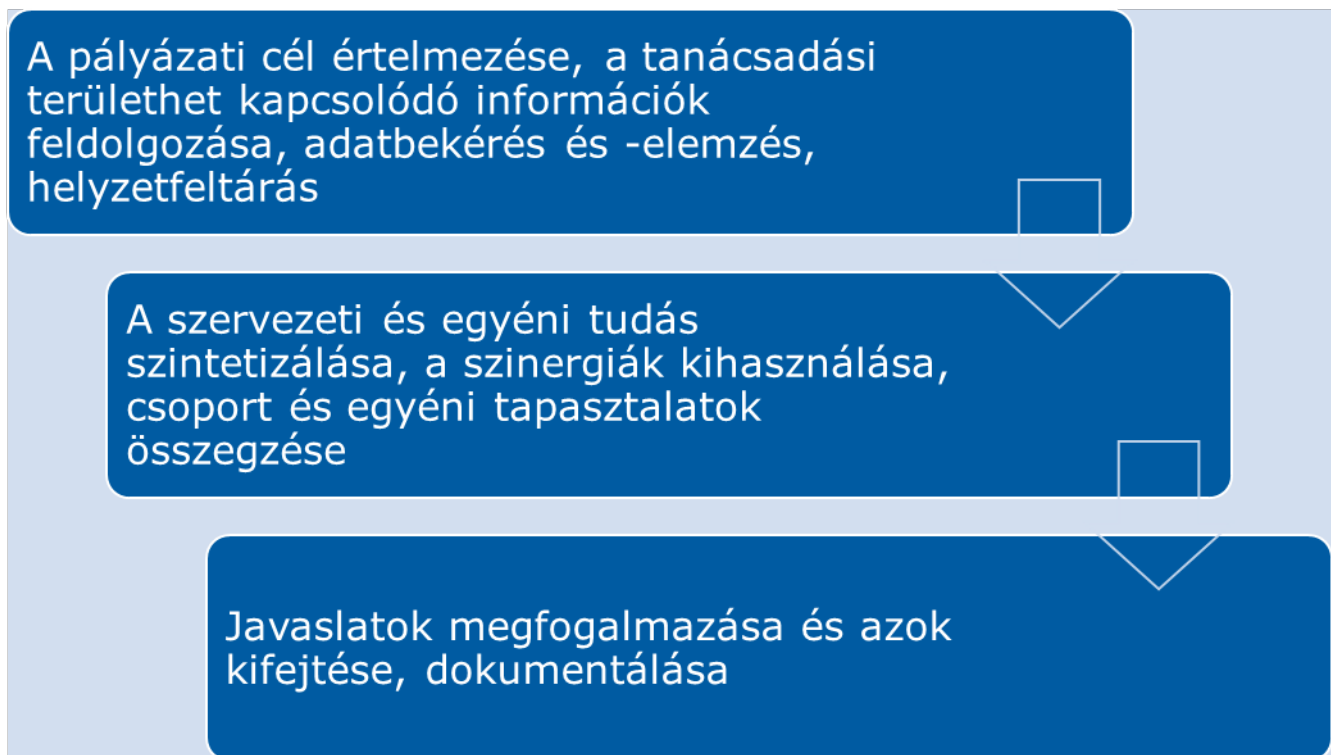 A pályázati cél értelmezése, a tanácsadási
területhet kapcsolódó információk
feldolgozása, adatbekérés és -elemzés,
helyzetfeltárás
A szervezeti és egyéni tudás
szintetizálása, a szinergiák kihasználása,
csoport és egyéni tapasztalatok
összegzése
Javaslatok megfogalmazása és azok
kifejtése, dokumentálása